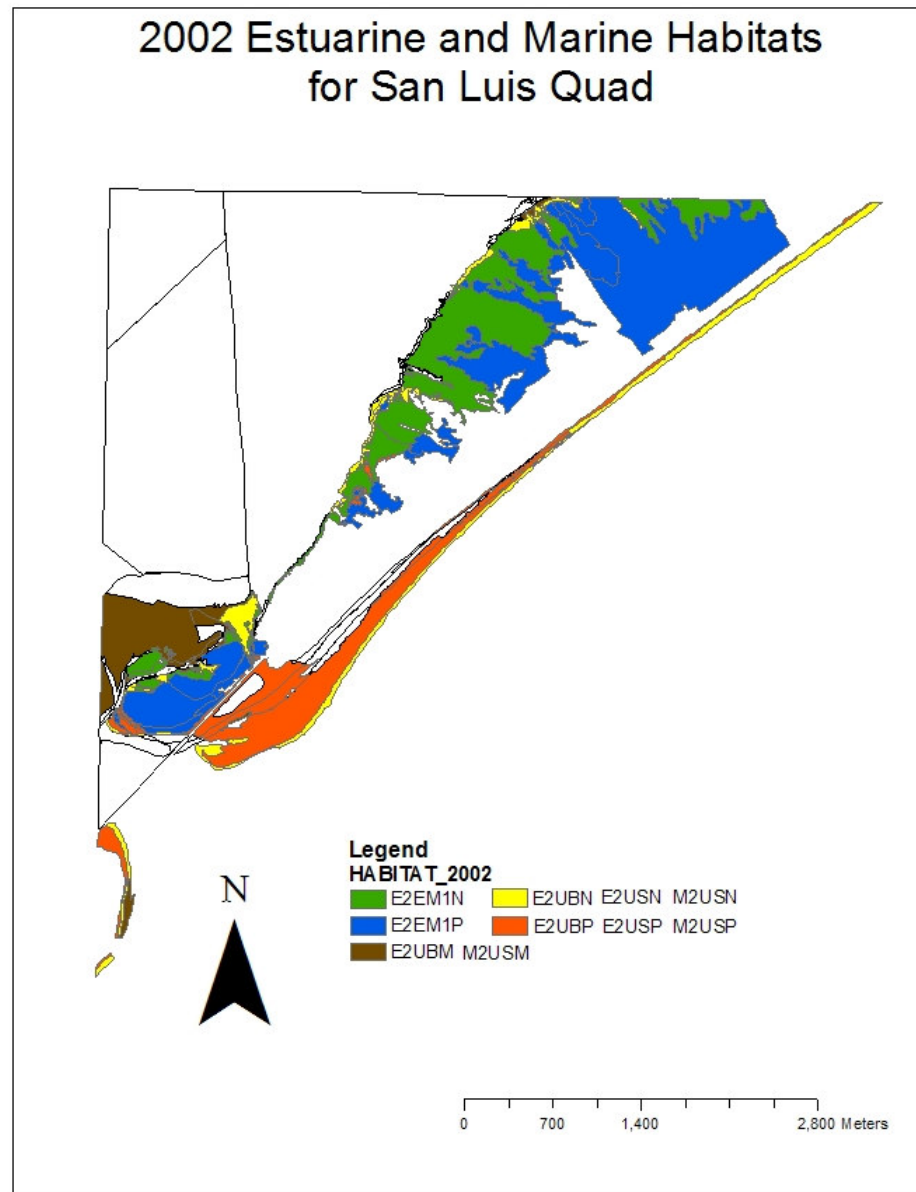 2002 Estuarine and Marine Habitats
for San Luis Quad
Legend
HABITAT_2002
E2EM1N E2UBN E2USN M2USN
E2EM1P E2UBP E2USP M2USP
E2UBM M2USM
N
0 700 1,400 2,800 Meters